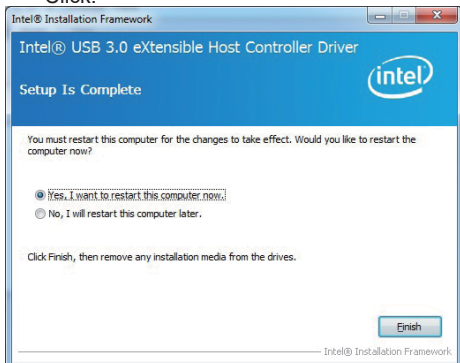 Click.
Intel® Installation Framework
Intel® USB 3.0 eXtensible Host Controller Driver
intel
Setup Is Complete
You must restart this computer for the changes to take effect. Would you like to restart the
computer now?
Yes, I want to restart this computer now.
No, I will restart this computer later.
Click Finish, then remove any installation media from the drives.
Finish
Intel® Installation Framework